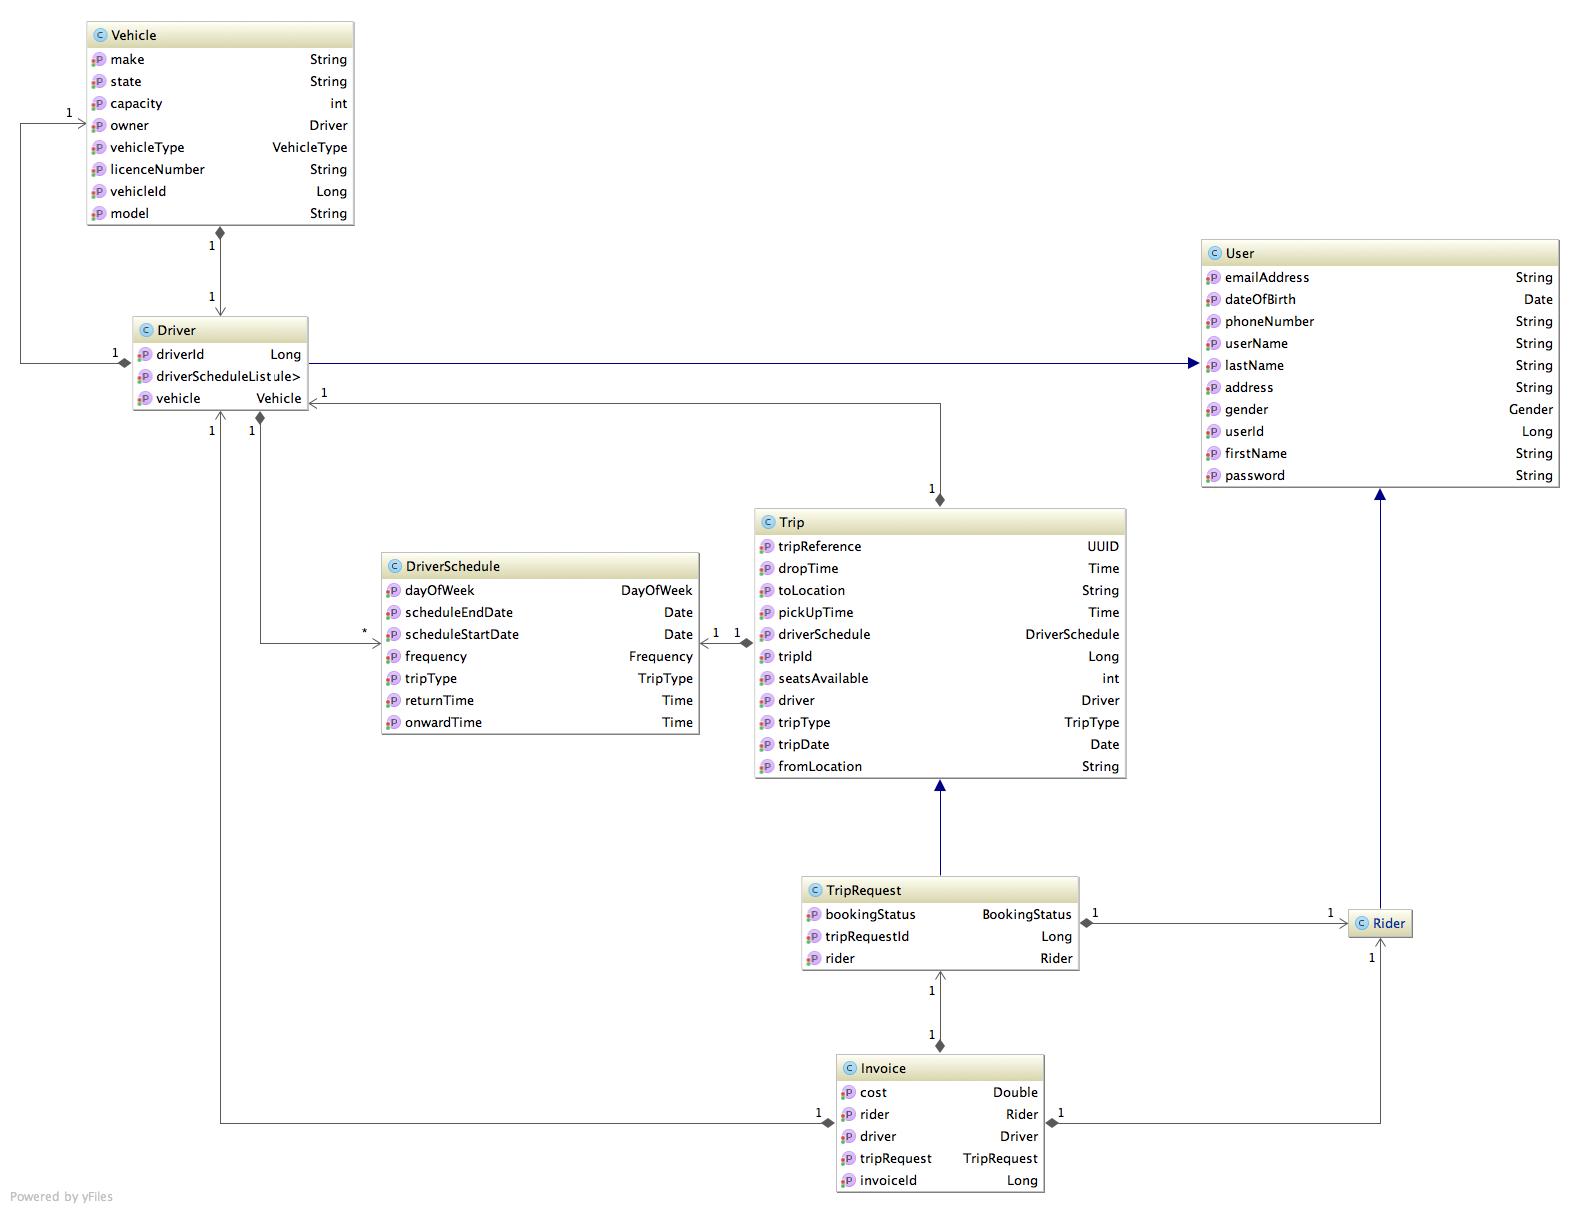 Vehicle
make String
state String
capacity int
owner Driver
vehicleType VehicleType
licenceNumber String
vehicleId Long
model String
1
1
1
1
Driver
driverId Long
driverScheduleList ule>
vehicle Vehicle
1
1
1
User
emailAddress String
dateOfBirth Date
phoneNumber String
userName String
lastName String
address String
gender Gender
userId Long
firstName String
password String
1
Trip
tripReference UUID
dropTime Time
toLocation String
pickUpTime Time
driverSchedule DriverSchedule
tripId Long
seatsAvailable int
driver Driver
tripType TripType
tripDate Date
fromLocation String
DriverSchedule
dayOfWeek DayOfWeek
scheduleEndDate Date
scheduleStartDate Date
frequency Frequency
tripType TripType
returnTime Time
onwardTime Time
*
1 1
TripRequest
bookingStatus BookingStatus
tripRequestId Long
rider Rider
1 1
Rider
1
1
1
Invoice
cost Double
rider Rider
driver Driver
tripRequest TripRequest
invoiceId Long
1 1
Powered by yFiles